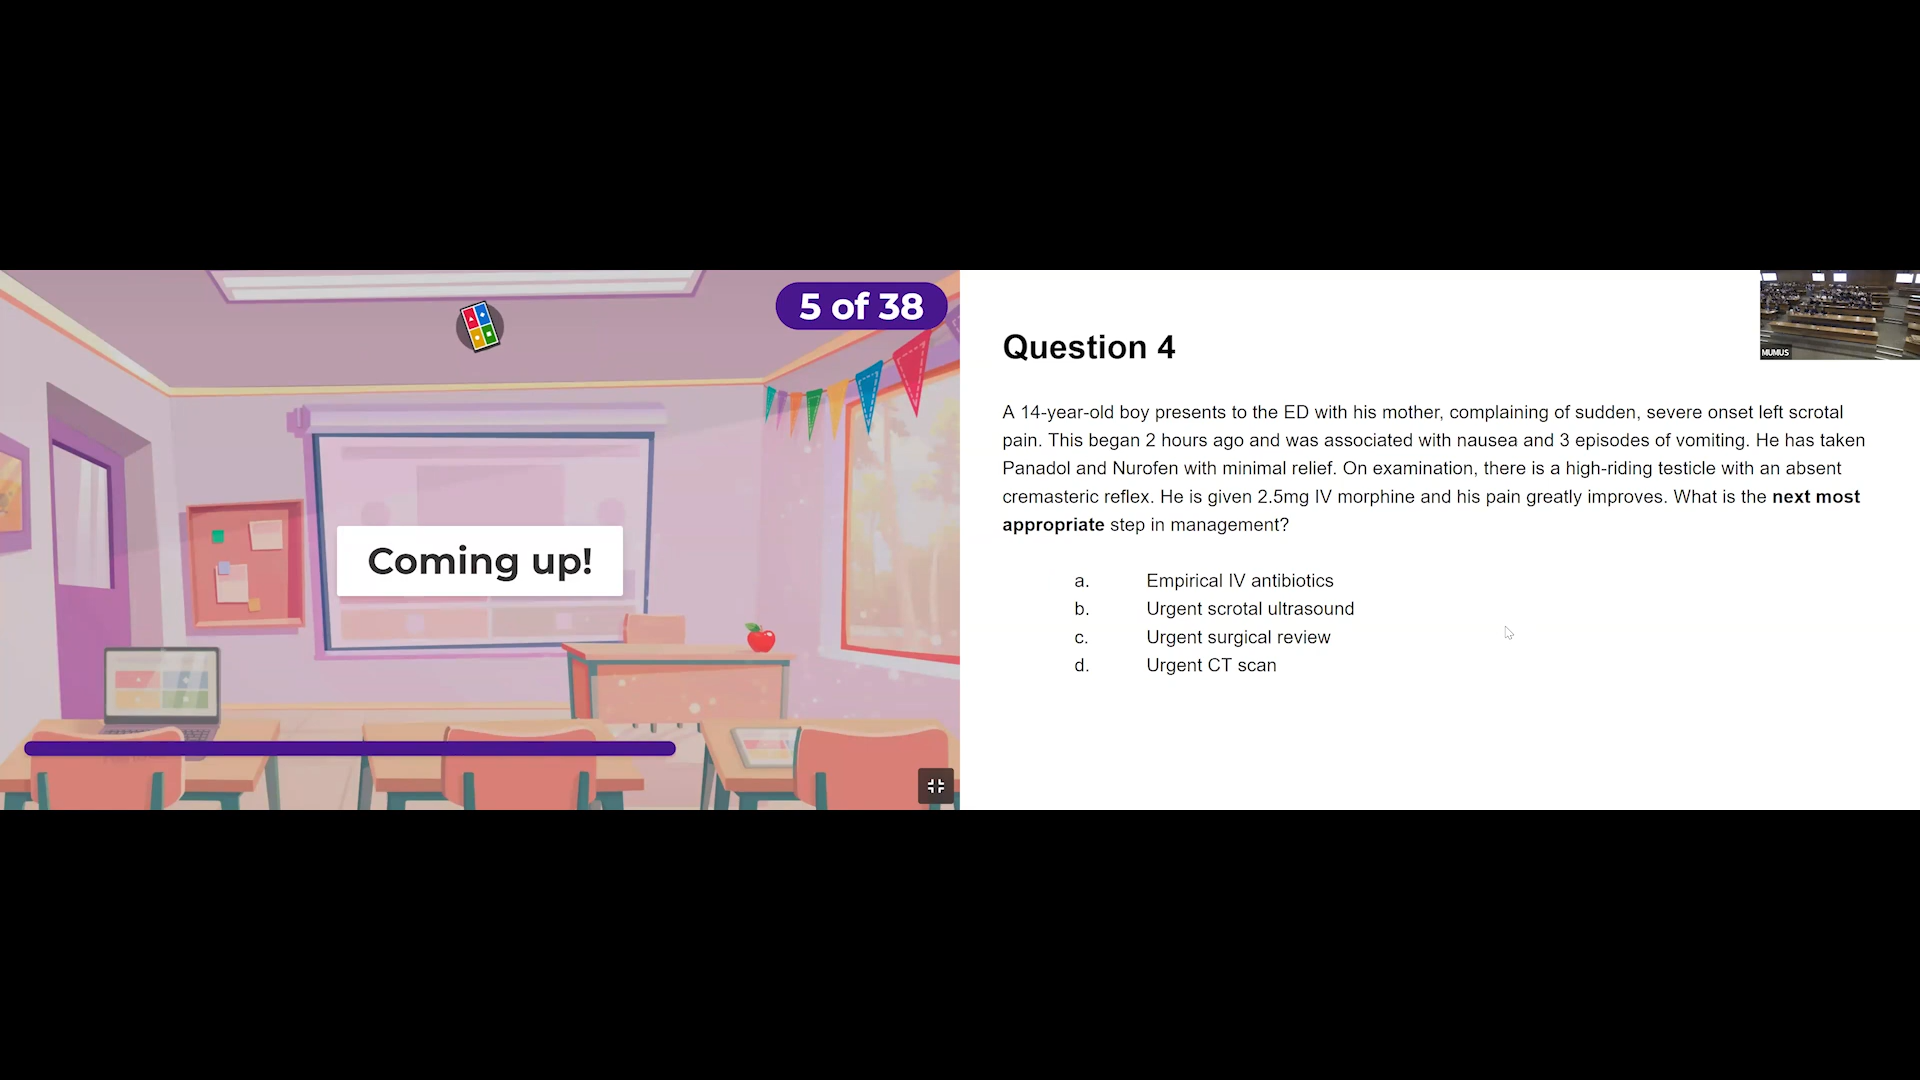 5 of 38
Coming up!
Question 4
MUMUS
A 14-year-old boy presents to the ED with his mother, complaining of sudden, severe onset left scrotal
pain. This began 2 hours ago and was associated with nausea and 3 episodes of vomiting. He has taken
Panadol and Nurofen with minimal relief. On examination, there is a high-riding testicle with an absent
cremasteric reflex. He is given 2.5mg IV morphine and his pain greatly improves. What is the next most
appropriate step in management?
a. Empirical IV antibiotics
b. Urgent scrotal ultrasound
c. Urgent surgical review
d. Urgent CT scan